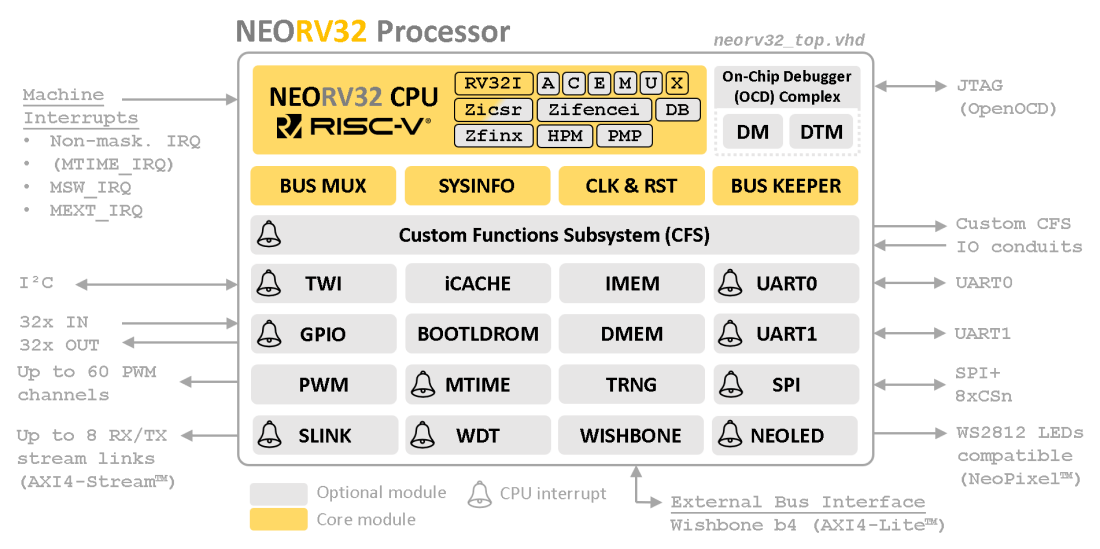 NEORV32 Processor
neorv32_top.vhd
NEORV32 CPU
RISC-V®
RV32I A C E M U X
Zicsr Zifencei DB
Zfinx HPM PMP
On-Chip Debugger
(OCD) Complex
DM DTM
Machine
Interrupts
• Non-mask. IRQ
• (MTIME_IRQ)
• MSW_IRQ
• MEXT_IRQ
JTAG
(OpenOCD)
BUS MUX SYSINFO CLK & RST BUS KEEPER
Custom Functions Subsystem (CFS)
Custom CFS
IO conduits
I²C
TWI iCACHE IMEM UART0
UART0
32x IN
32x OUT
GPIO BOOTLDROM DMEM UART1
UART1
Up to 60 PWM
channels
PWM MTIME TRNG SPI
SPI+
8xCSn
Up to 8 RX/TX
stream links
(AXI4-Stream™)
SLINK WDT WISHBONE NEOLED
WS2812 LEDs
compatible
(NeoPixel™)
Optional module
CPU interrupt
Core module
External Bus Interface
Wishbone b4 (AXI4-Lite™)